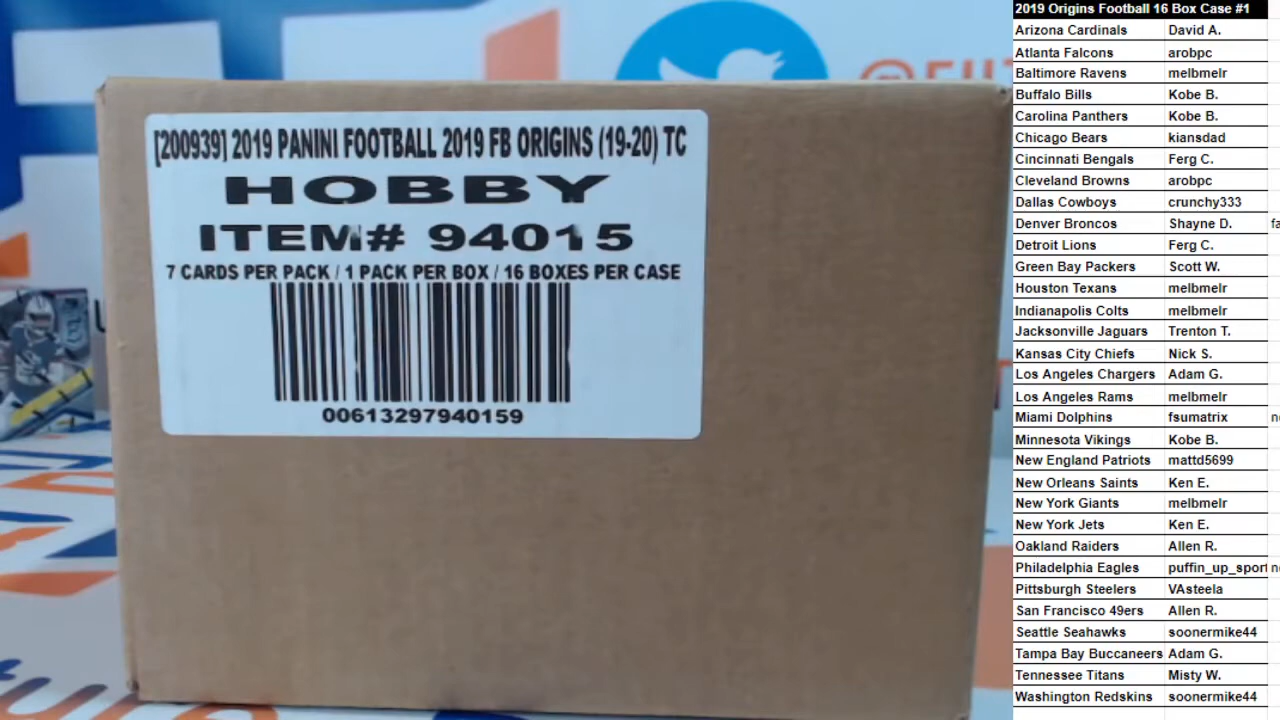 [200939] 2019 PANINI FOOTBALL 2019 FB ORIGINS (19-20) TC
HOBBY
ITEM# 94015
7 CARDS PER PACK / 1 PACK PER BOX / 16 BOXES PER CASE
00613297940159
2019 Origins Football 16 Box Case #1
Arizona Cardinals David A.
Atlanta Falcons arobpc
Baltimore Ravens melbmelr
Buffalo Bills Kobe B.
Carolina Panthers Kobe B.
Chicago Bears kiansdad
Cincinnati Bengals Ferg C.
Cleveland Browns arobpc
Dallas Cowboys crunchy333
Denver Broncos Shayne D.
Detroit Lions Ferg C.
Green Bay Packers Scott W.
Houston Texans melbmelr
Indianapolis Colts melbmelr
Jacksonville Jaguars Trenton T.
Kansas City Chiefs Nick S.
Los Angeles Chargers Adam G.
Los Angeles Rams melbmelr
Miami Dolphins fsumatrix
Minnesota Vikings Kobe B.
New England Patriots mattd5699
New Orleans Saints Ken E.
New York Giants melbmelr
New York Jets Ken E.
Oakland Raiders Allen R.
Philadelphia Eagles puffin_up_sport
Pittsburgh Steelers VAsteela
San Francisco 49ers Allen R.
Seattle Seahawks soonermike44
Tampa Bay Buccaneers Adam G.
Tennessee Titans Misty W.
Washington Redskins soonermike44